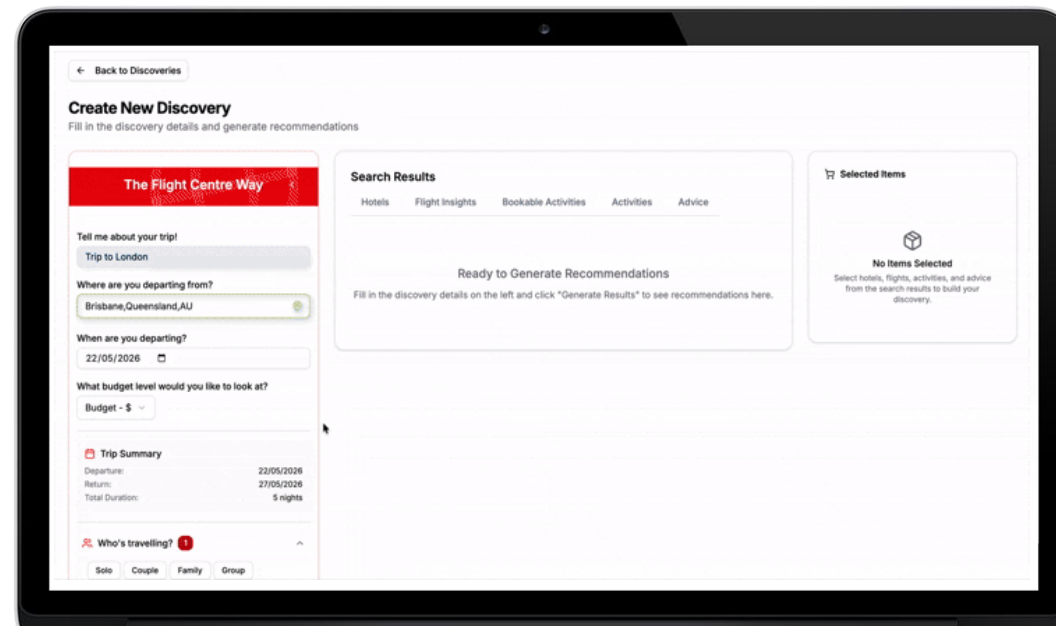 ← Back to Discoveries
Create New Discovery
Fill in the discovery details and generate recommendations
The Flight Centre Way
Tell me about your trip!
Trip to London
Where are you departing from?
Brisbane,Queensland,AU
When are you departing?
22/05/2026
What budget level would you like to look at?
Budget - $
Trip Summary
Departure: 22/05/2026
Return: 27/05/2026
Total Duration: 5 nights
Who's travelling? 1
Solo Couple Family Group
Search Results
Hotels Flight Insights Bookable Activities Activities Advice
Ready to Generate Recommendations
Fill in the discovery details on the left and click "Generate Results" to see recommendations here.
Selected Items
No Items Selected
Select hotels, flights, activities, and advice
from the search results to build your
discovery.